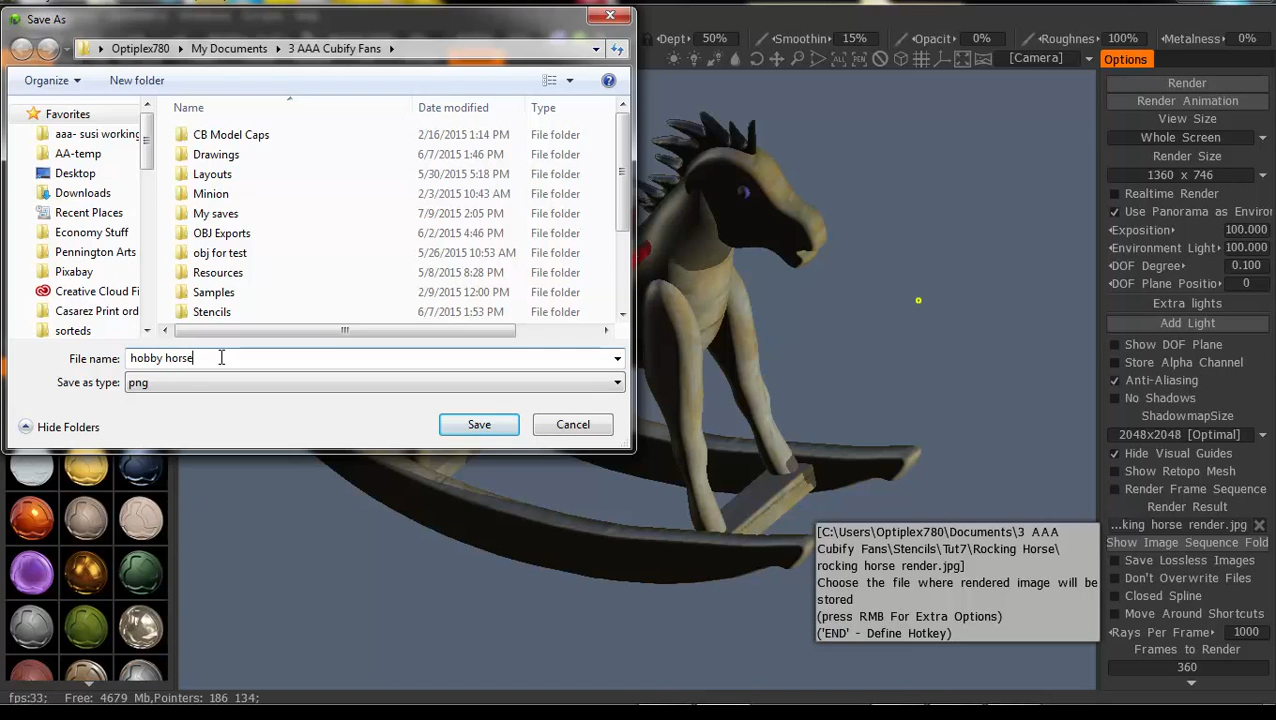 Save As
Optiplex780
My Documents
3 AAA Cubify Fans
Organize
New folder
Favorites
aaa- susi working
AA-temp
Desktop
Downloads
Recent Places
Economy Stuff
Pennington Arts
Pixabay
Creative Cloud Fi
Casarez Print ord
sorteds
Name
Date modified
Type
CB Model Caps 2/16/2015 1:14 PM File folder
Drawings 6/7/2015 1:46 PM File folder
Layouts 5/30/2015 5:18 PM File folder
Minion 2/3/2015 10:43 AM File folder
My saves 7/9/2015 2:05 PM File folder
OBJ Exports 6/2/2015 4:46 PM File folder
obj for test 5/26/2015 10:53 AM File folder
Resources 5/8/2015 8:28 PM File folder
Samples 2/9/2015 12:00 PM File folder
Stencils 6/7/2015 1:53 PM File folder
File name: hobby horse
Save as type: png
Hide Folders
Save
Cancel
Dept 50% Smoothin 15% Opacit 0% Roughness: 100% Metalness: 0%
[Camera]
Options
Render
Render Animation
View Size
Whole Screen
Render Size
1360 x 746
Realtime Render
Use Panorama as Enviror
Exposition: 100.000
Environment Light 100.000
DOF Degree 0.100
DOF Plane Positio 0
Extra lights
Add Light
Show DOF Plane
Store Alpha Channel
Anti-Aliasing
No Shadows
ShadowmapSize
2048x2048 [Optimal]
Hide Visual Guides
Show Retopo Mesh
Render Frame Sequence
Render Result
...king horse render.jpg
Show Image Sequence Fold
Save Lossless Images
Don't Overwrite Files
Closed Spline
Move Around Shortcuts
Rays Per Frame 1000
Frames to Render
360
[C:\Users\Optiplex780\Documents\3 AAA
Cubify Fans\Stencils\Tut7\Rocking Horse\
rocking horse render.jpg]
Choose the file where rendered image will be
stored
(press RMB For Extra Options)
('END' - Define Hotkey)
fps:33; Free: 4679 Mb,Pointers: 186 134;